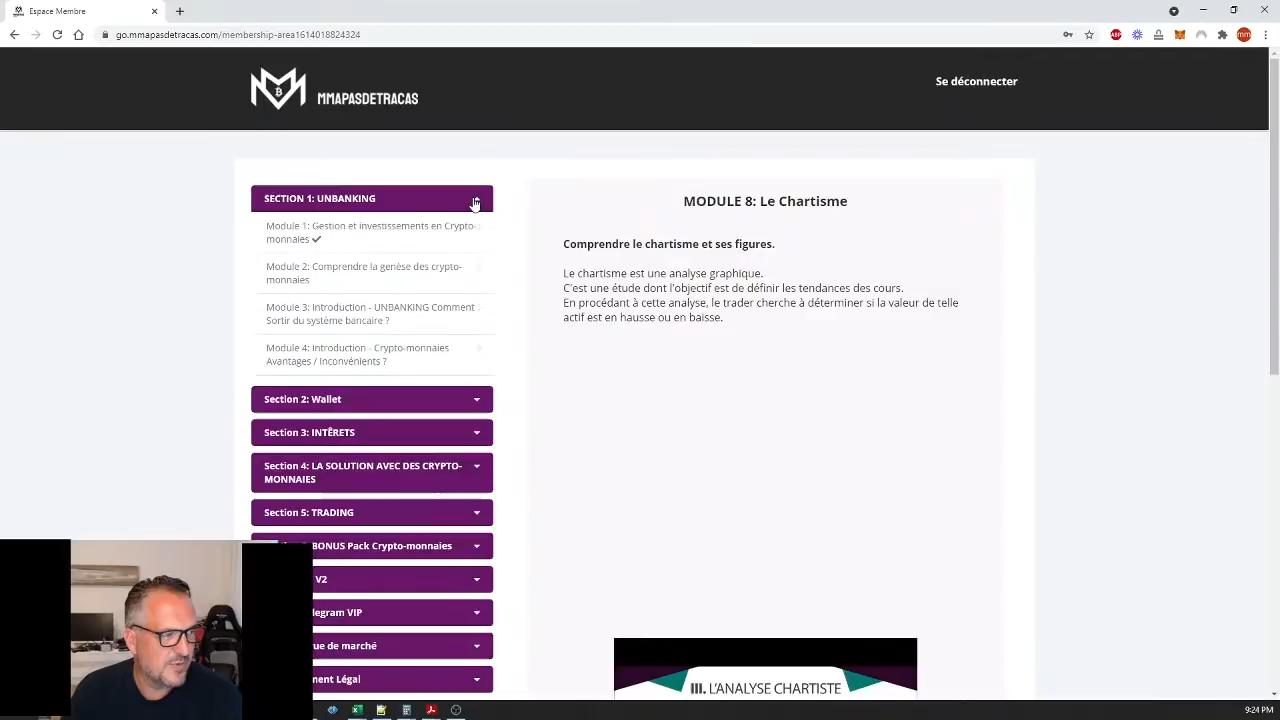 Espace Membre
go.mmapasdetracas.com/membership-area1614018824324
ABP
mm
MMAPASDETRACAS
Se déconnecter
SECTION 1: UNBANKING
Module 1: Gestion et investissements en Crypto-
monnaies
Module 2: Comprendre la genèse des crypto-
monnaies
Module 3: Introduction - UNBANKING Comment
Sortir du système bancaire ?
Module 4: Introduction - Crypto-monnaies
Avantages / Inconvénients ?
Section 2: Wallet
Section 3: INTÊRETS
Section 4: LA SOLUTION AVEC DES CRYPTO-
MONNAIES
Section 5: TRADING
BONUS Pack Crypto-monnaies
V2
legram VIP
ue de marché
ment Légal
MODULE 8: Le Chartisme
Comprendre le chartisme et ses figures.
Le chartisme est une analyse graphique.
C'est une étude dont l'objectif est de définir les tendances des cours.
En procédant à cette analyse, le trader cherche à déterminer si la valeur de telle
actif est en hausse ou en baisse.
III. L'ANALYSE CHARTISTE
9:24 PM